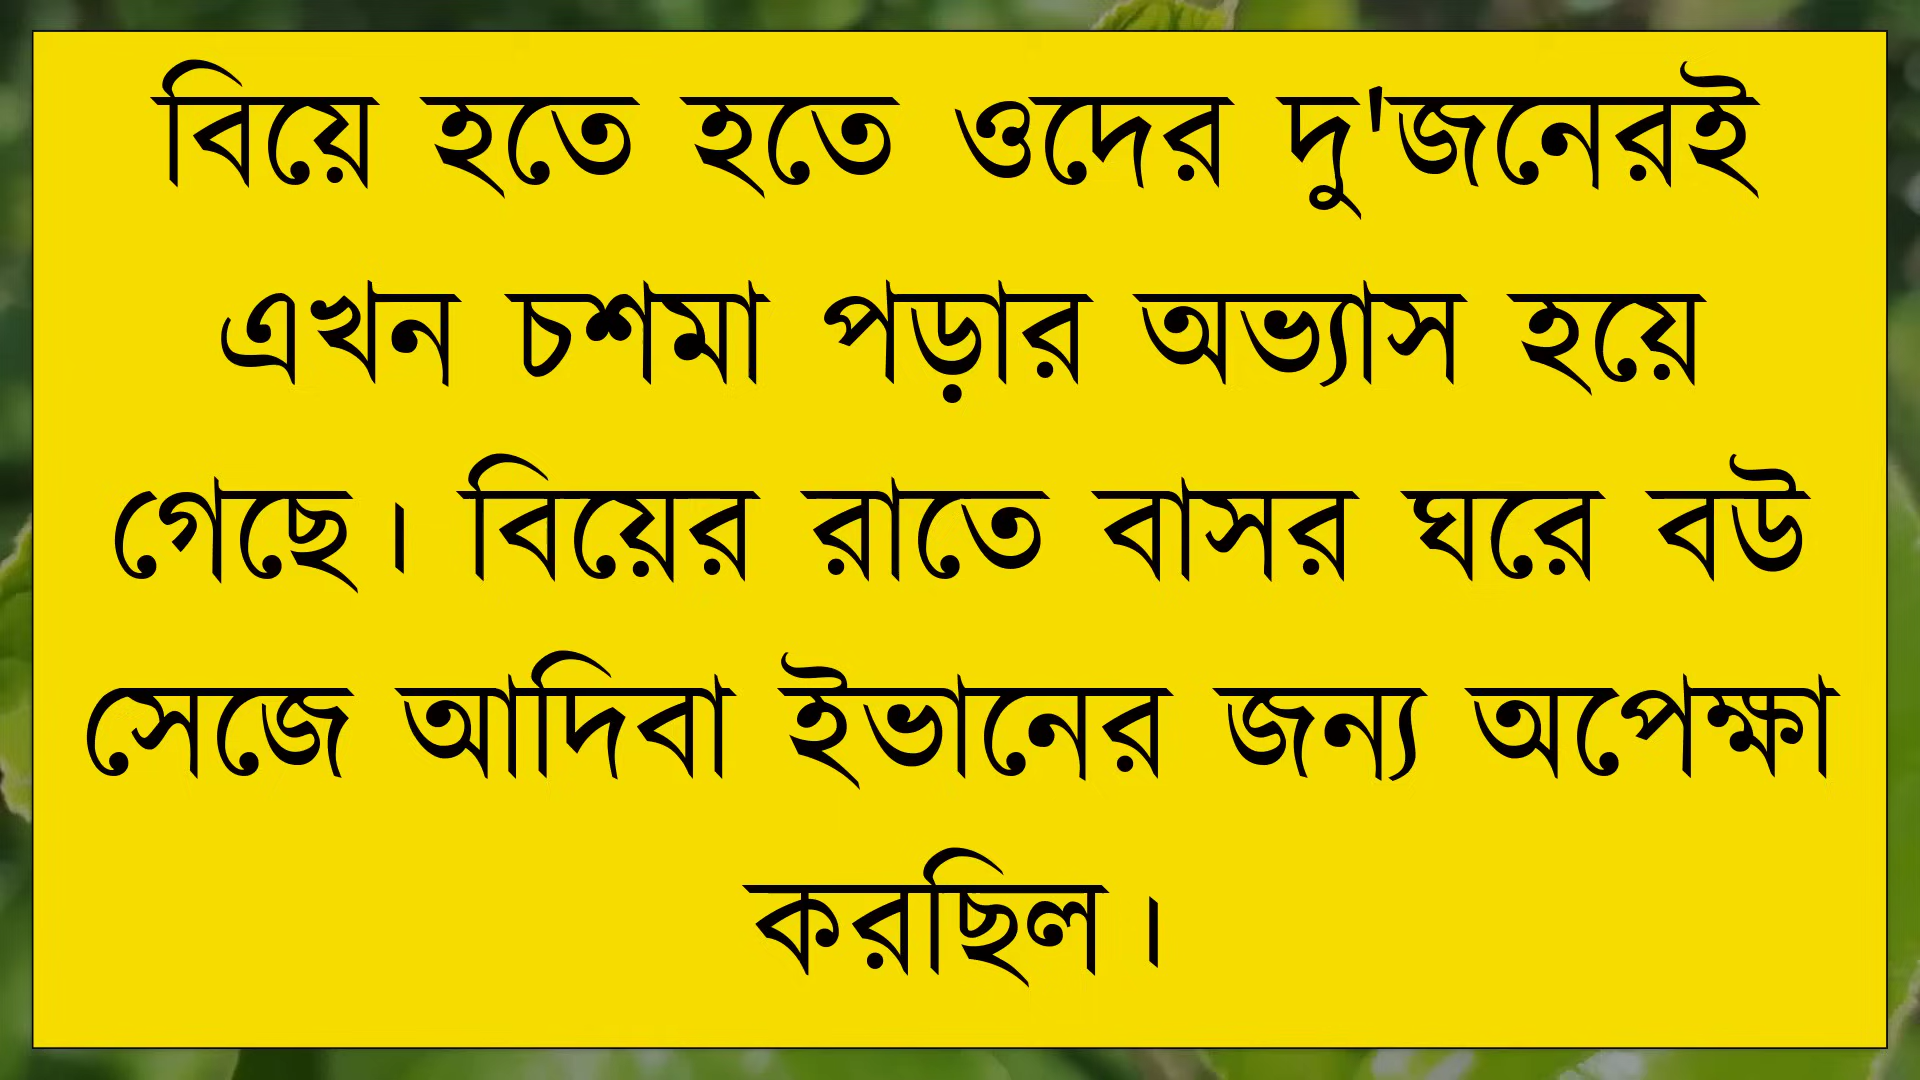 বিয়ে হতে হতে ওদের দু'জনেরই
এখন চশমা পড়ার অভ্যাস হয়ে
গেছে। বিয়ের রাতে বাসর ঘরে বউ
সেজে আদিবা ইভানের জন্য অপেক্ষা
করছিল।